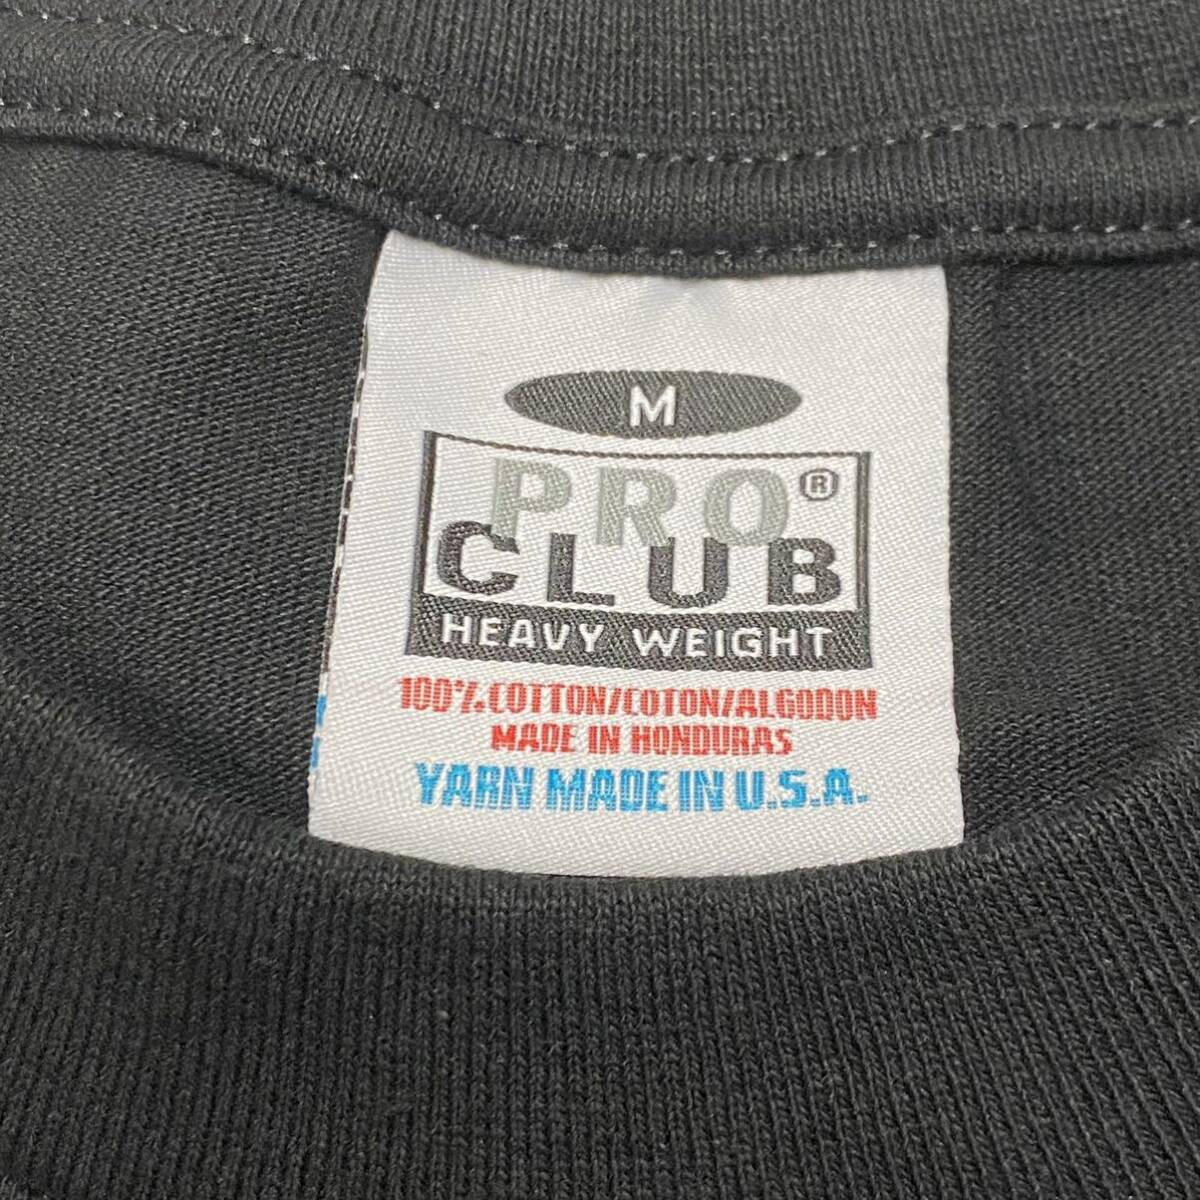 M
PRO®
CLUB
HEAVY WEIGHT
100% COTTON/COTON/ALGODON
MADE IN HONDURAS
YARN MADE IN U.S.A.